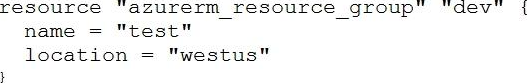 resource "azurerm_resource_group" "dev" {
  name = "test"
  location = "westus"
}